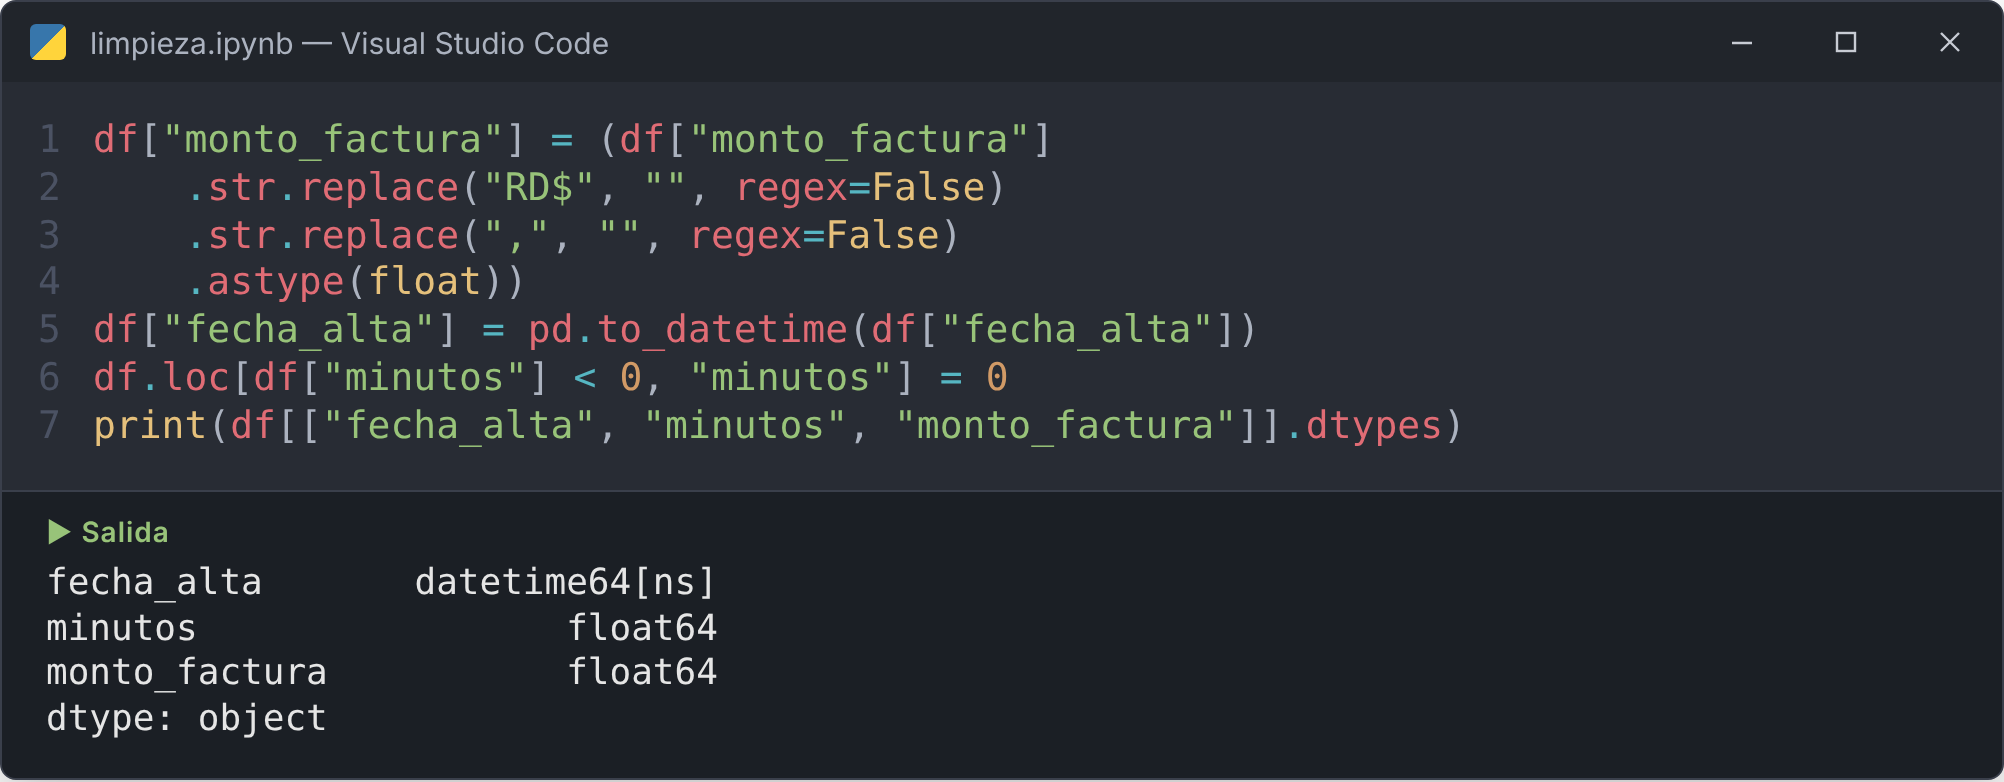 limpieza.ipynb — Visual Studio Code
1 df["monto_factura"] = (df["monto_factura"]
2     .str.replace("RD$", "", regex=False)
3     .str.replace(",", "", regex=False)
4     .astype(float))
5 df["fecha_alta"] = pd.to_datetime(df["fecha_alta"])
6 df.loc[df["minutos"] < 0, "minutos"] = 0
7 print(df[["fecha_alta", "minutos", "monto_factura"]].dtypes)
▶ Salida
fecha_alta       datetime64[ns]
minutos                 float64
monto_factura           float64
dtype: object